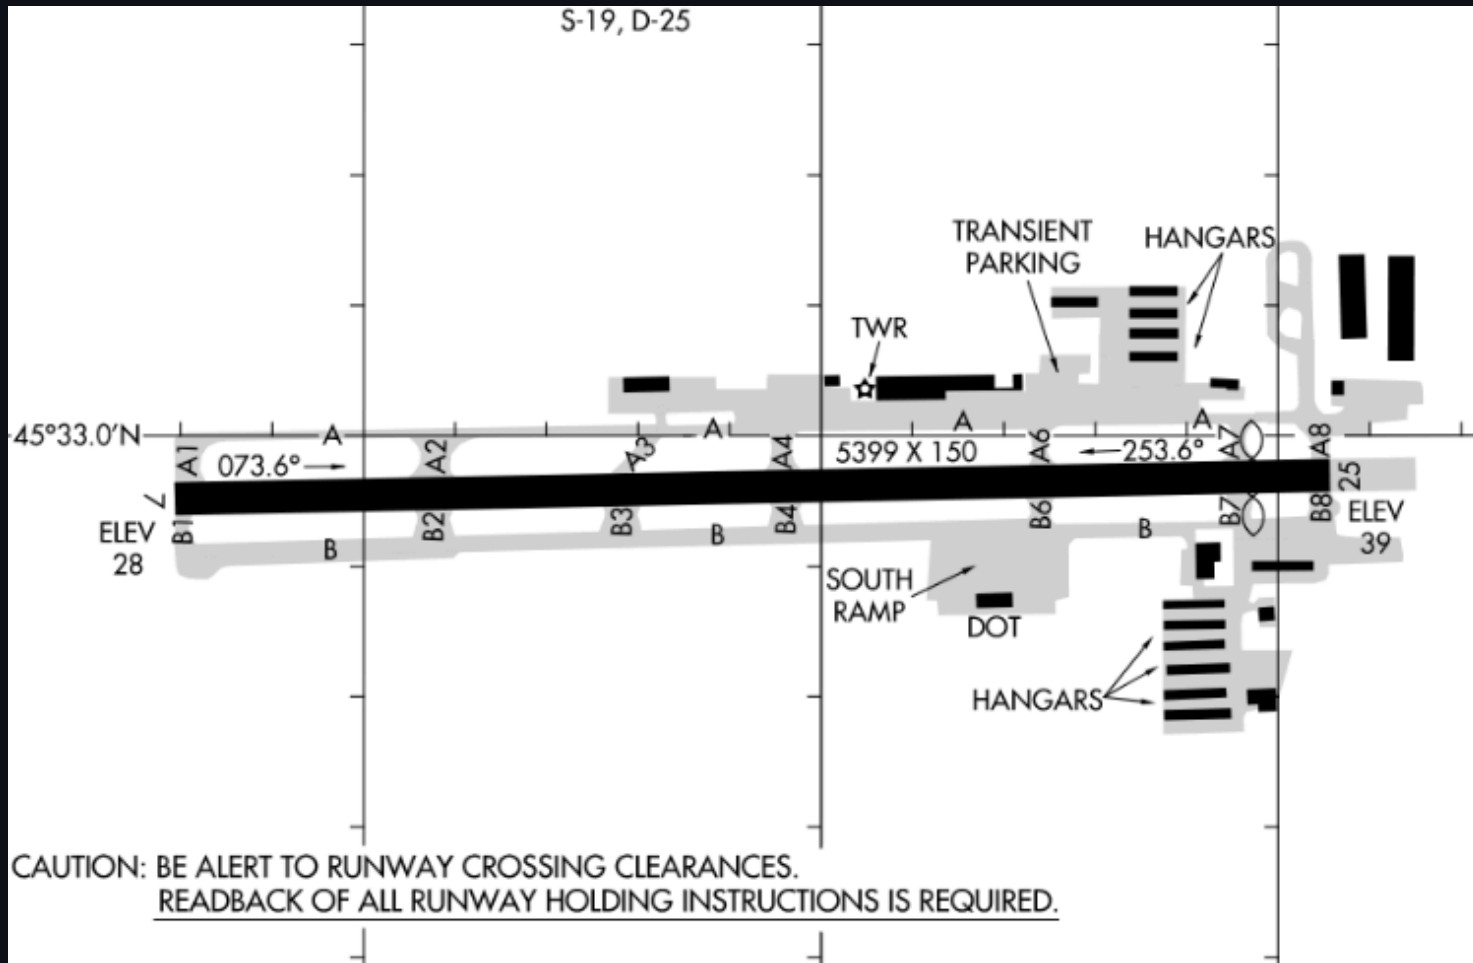 S-19, D-25
TRANSIENT
PARKING
HANGARS
TWR
45°33.0'N
A
A
A
A
A1
A2
A3
A4
A6
A7
A8
073.6°
5399 X 150
253.6°
7
25
ELEV
28
ELEV
39
B1
B2
B3
B4
B6
B7
B8
B
B
B
SOUTH
RAMP
DOT
HANGARS
CAUTION: BE ALERT TO RUNWAY CROSSING CLEARANCES.
READBACK OF ALL RUNWAY HOLDING INSTRUCTIONS IS REQUIRED.